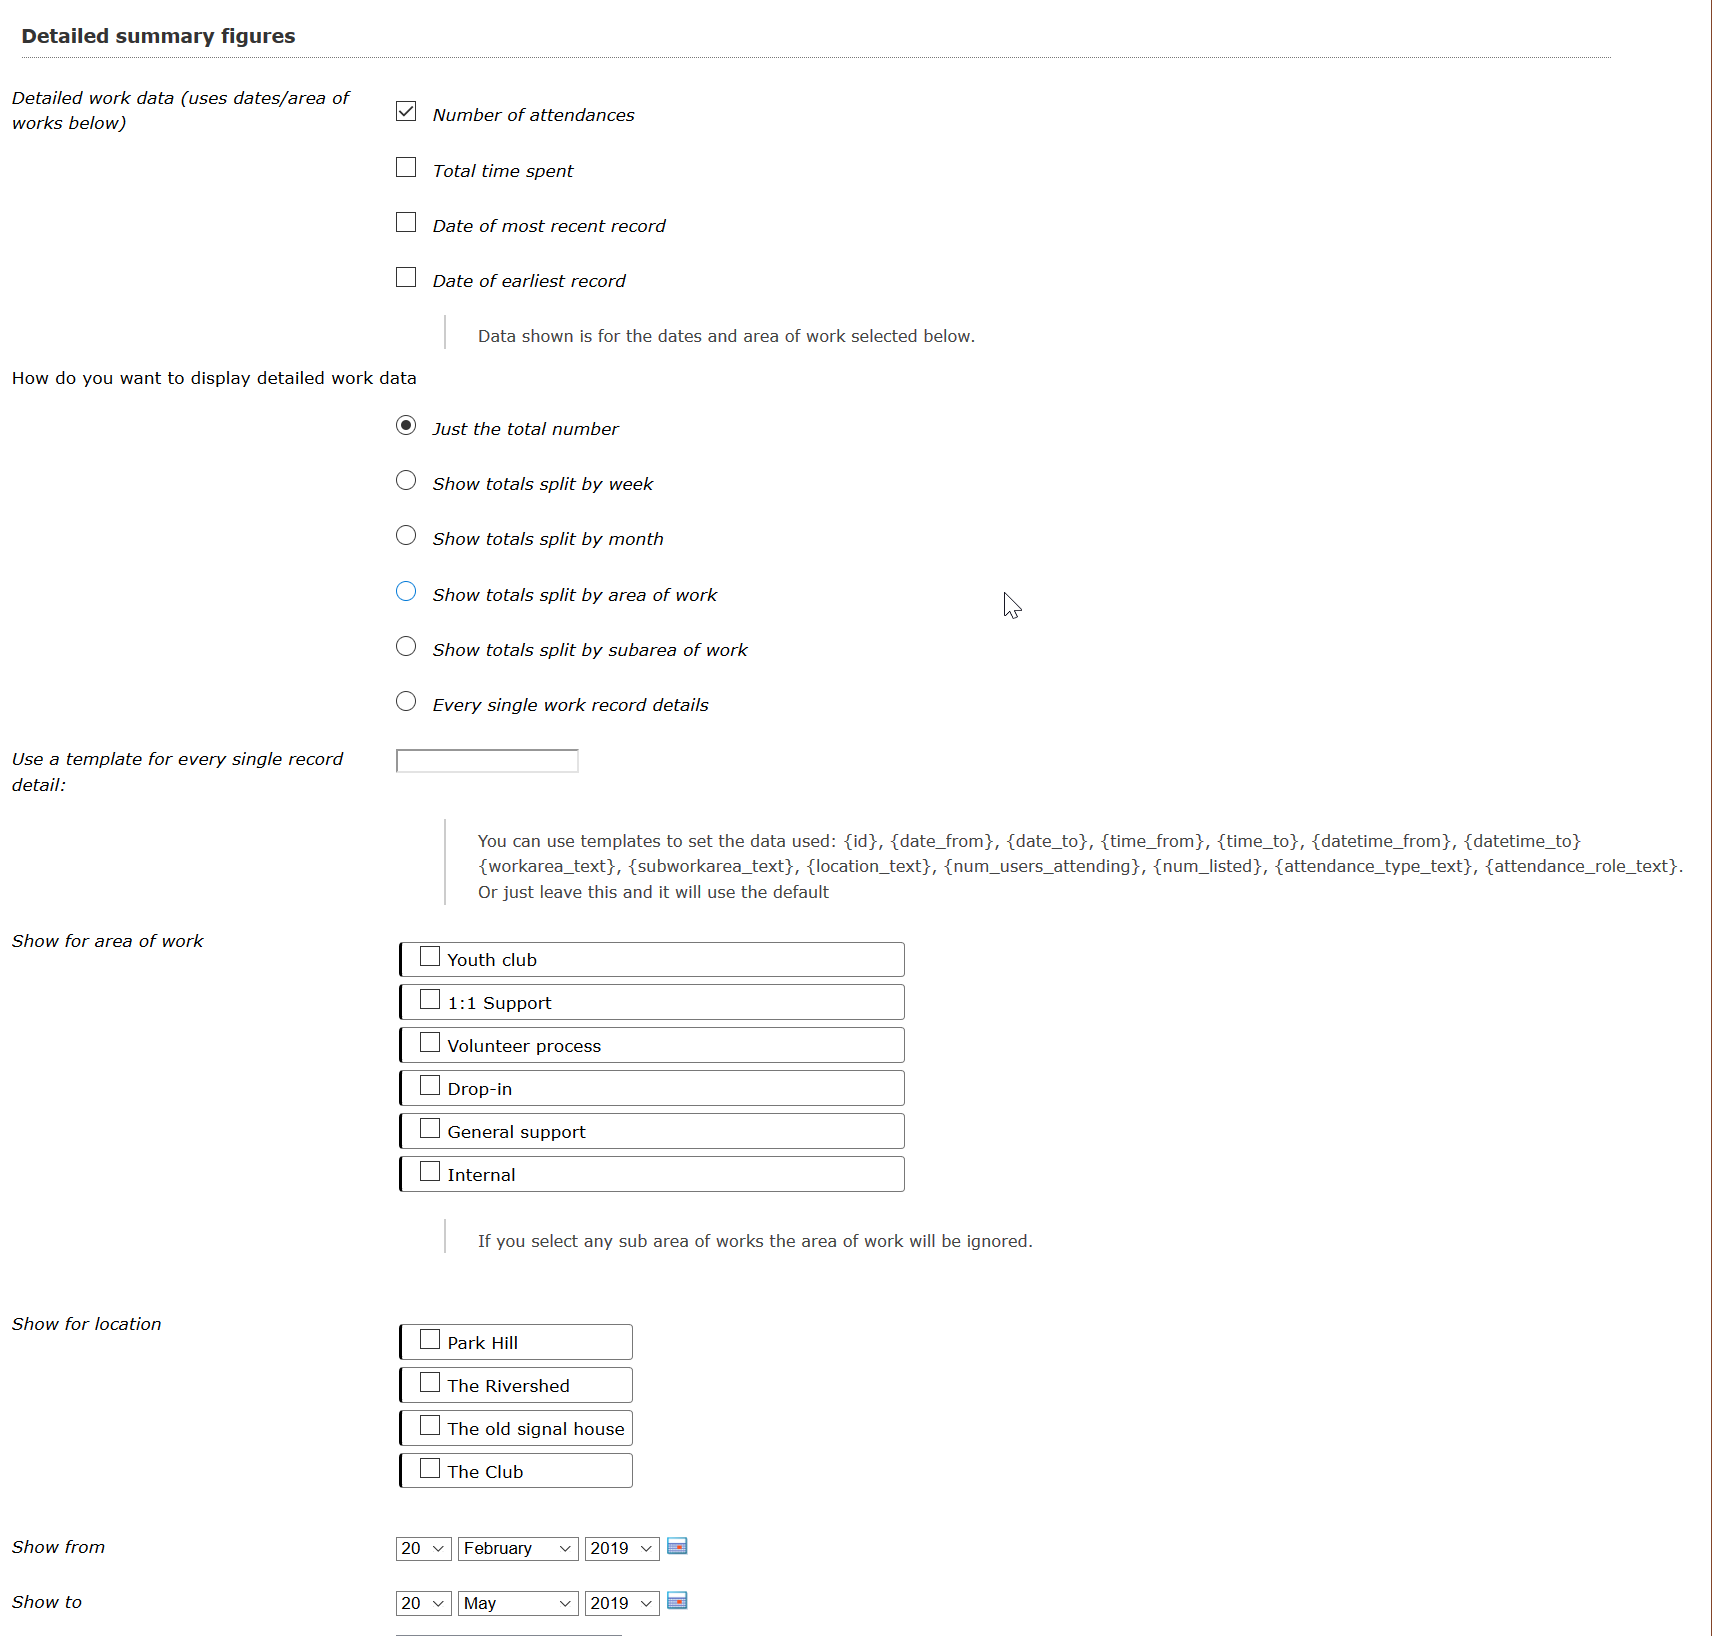 Detailed summary figures
Detailed work data (uses dates/area of
works below)
Number of attendances
Total time spent
Date of most recent record
Date of earliest record
Data shown is for the dates and area of work selected below.
How do you want to display detailed work data
Just the total number
Show totals split by week
Show totals split by month
Show totals split by area of work
Show totals split by subarea of work
Every single work record details
Use a template for every single record
detail:
You can use templates to set the data used: {id}, {date_from}, {date_to}, {time_from}, {time_to}, {datetime_from}, {datetime_to}
{workarea_text}, {subworkarea_text}, {location_text}, {num_users_attending}, {num_listed}, {attendance_type_text}, {attendance_role_text}.
Or just leave this and it will use the default
Show for area of work
Youth club
1:1 Support
Volunteer process
Drop-in
General support
Internal
If you select any sub area of works the area of work will be ignored.
Show for location
Park Hill
The Rivershed
The old signal house
The Club
Show from
20 February 2019
Show to
20 May 2019